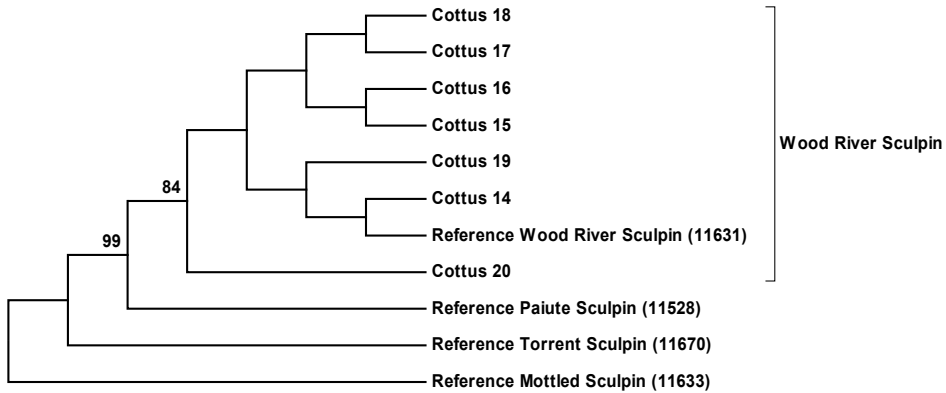 Cottus 18
Cottus 17
Cottus 16
Cottus 15
Wood River Sculpin
Cottus 19
84
Cottus 14
Reference Wood River Sculpin (11631)
99
Cottus 20
Reference Paiute Sculpin (11528)
Reference Torrent Sculpin (11670)
Reference Mottled Sculpin (11633)